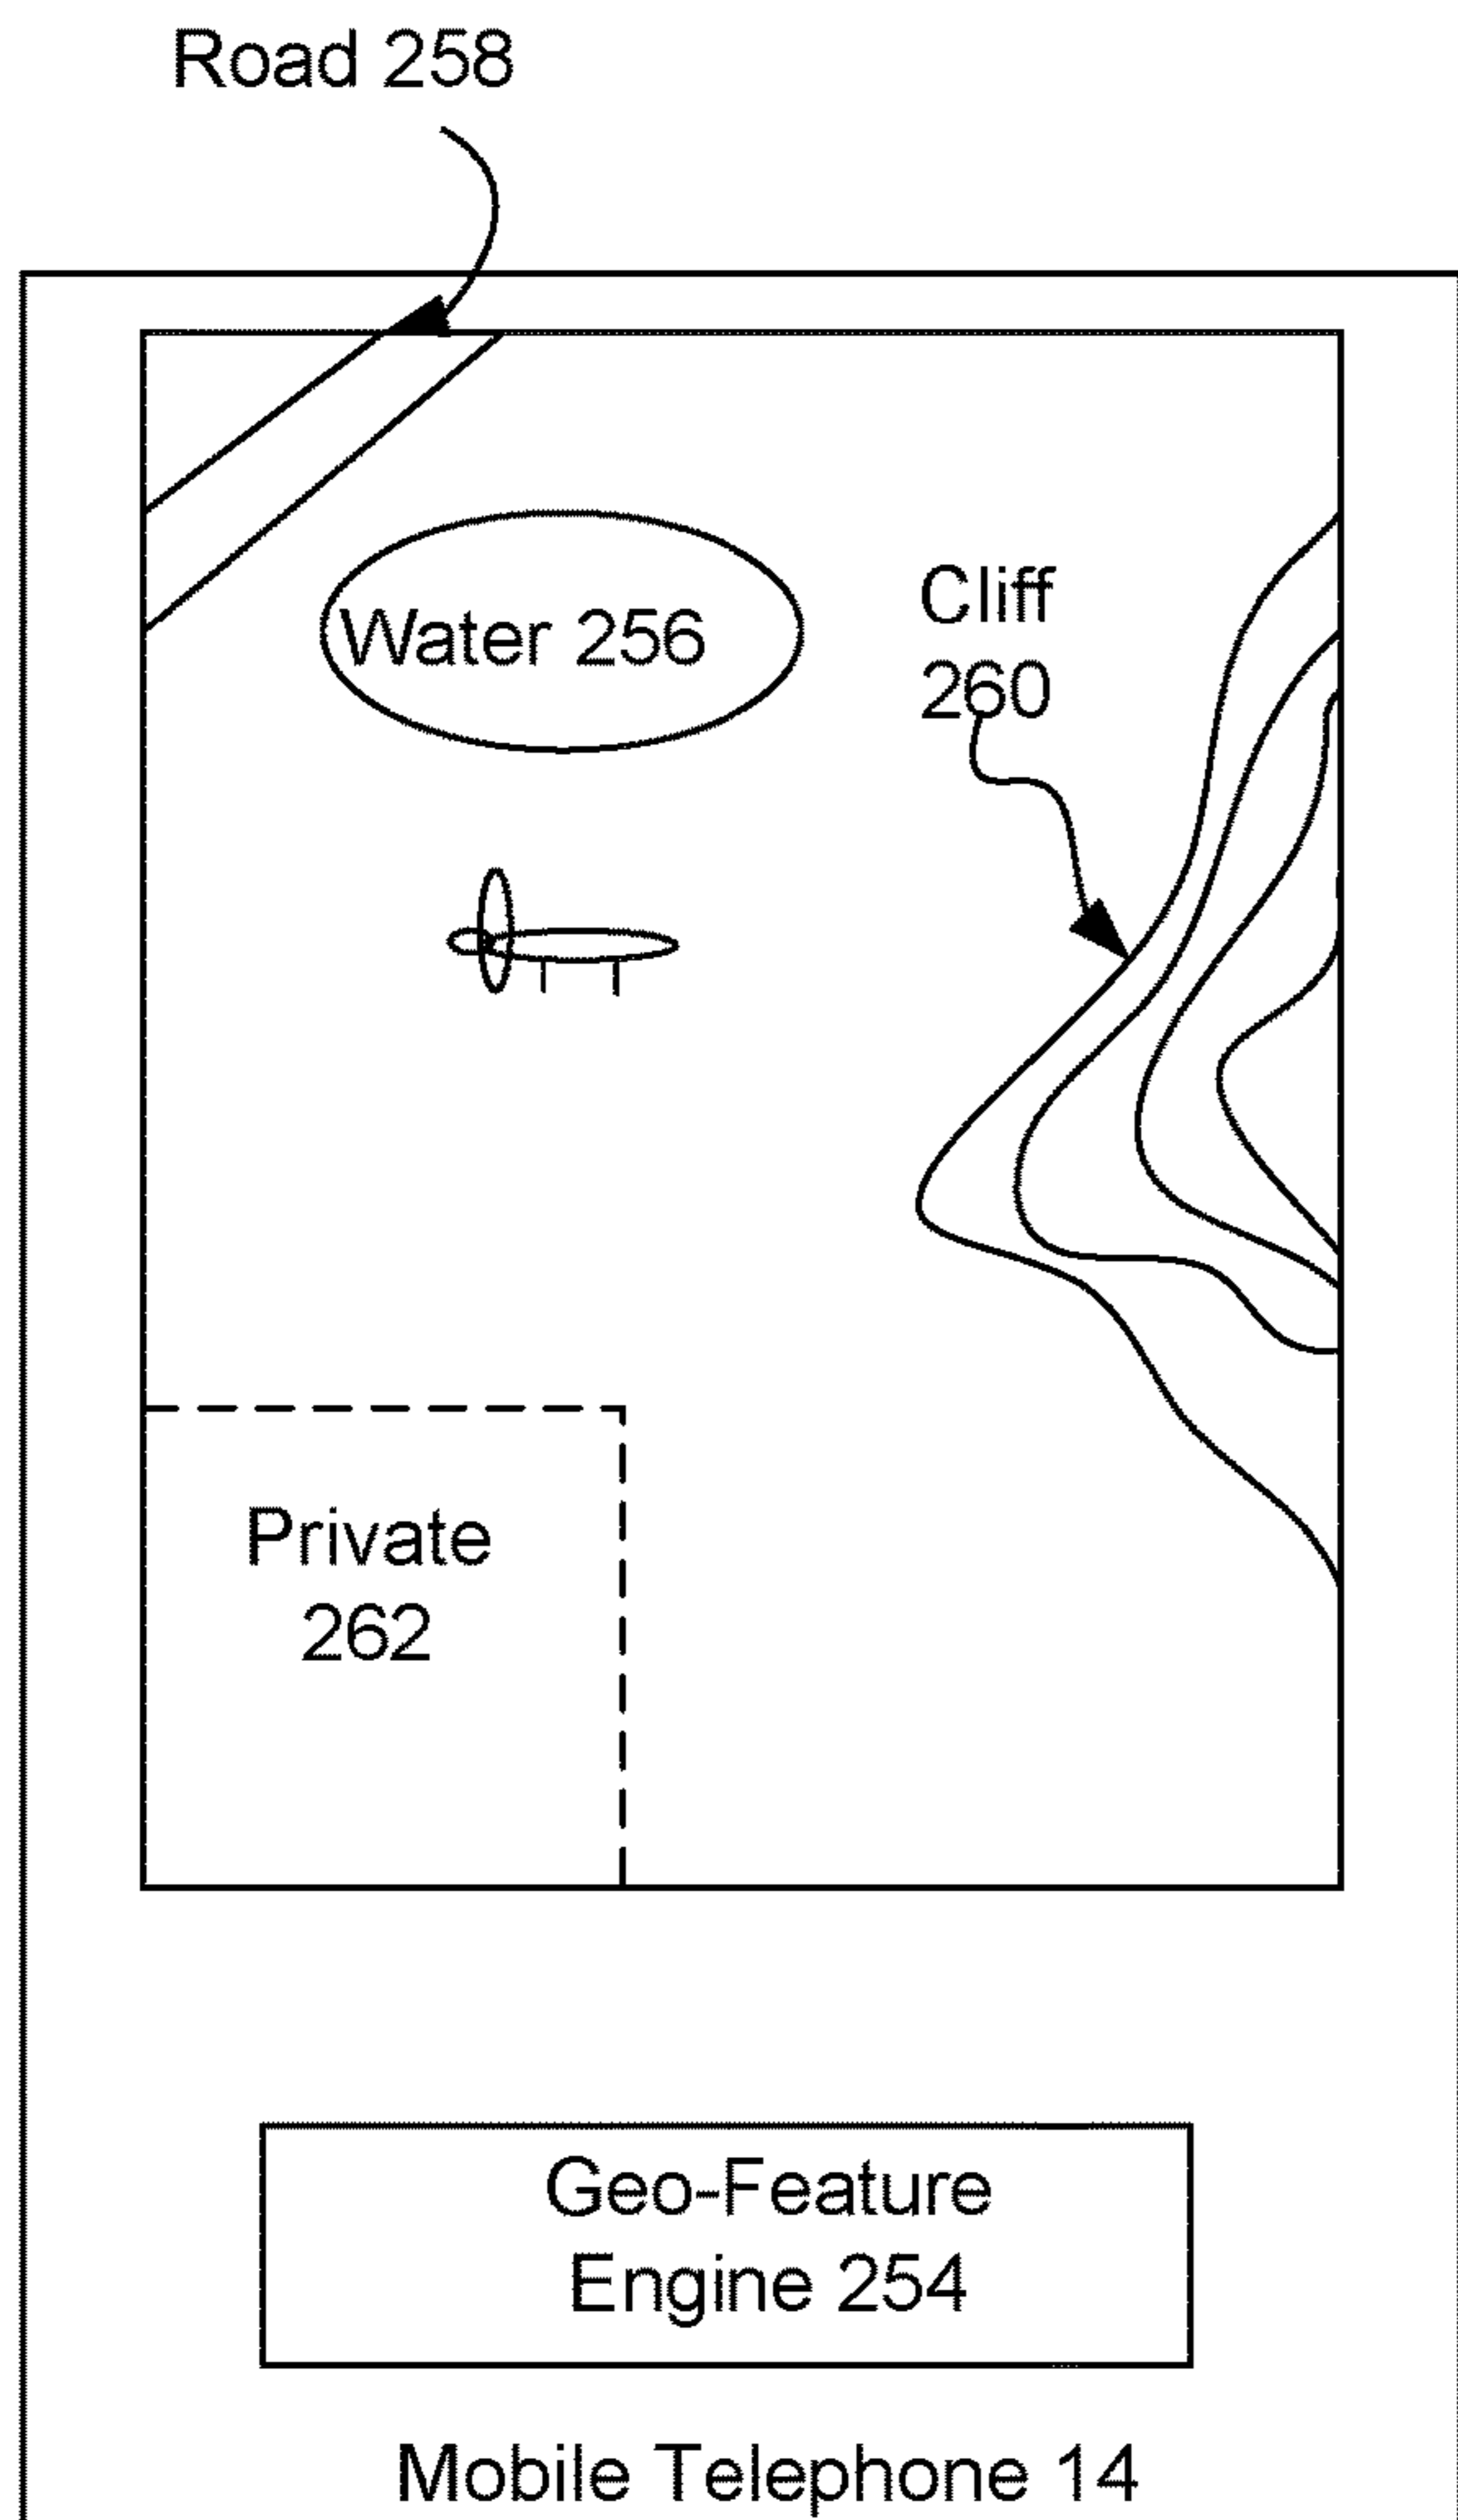 Road 258
Water 256
Cliff
260
Private
262
Geo-Feature
Engine 254
Mobile Telephone 14